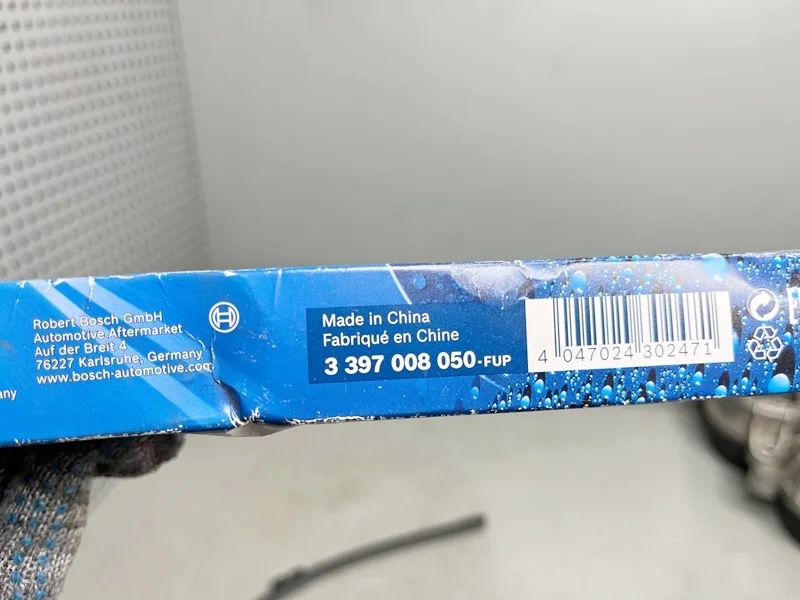 Robert Bosch GmbH
Automotive Aftermarket
Auf der Breit 4
76227 Karlsruhe, Germany
www.bosch-automotive.com
any
Made in China
Fabriqué en Chine
3 397 008 050-FUP
4 047024 302471